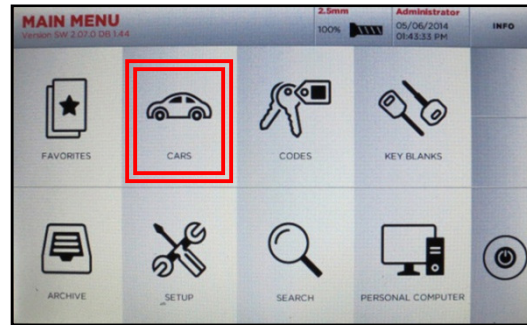 MAIN MENU
Version SW 2.07.0 DB 1.44
2.5mm
100%
Administrator
05/06/2014
01:43:33 PM
INFO
FAVORITES
CARS
CODES
KEY BLANKS
ARCHIVE
SETUP
SEARCH
PERSONAL COMPUTER